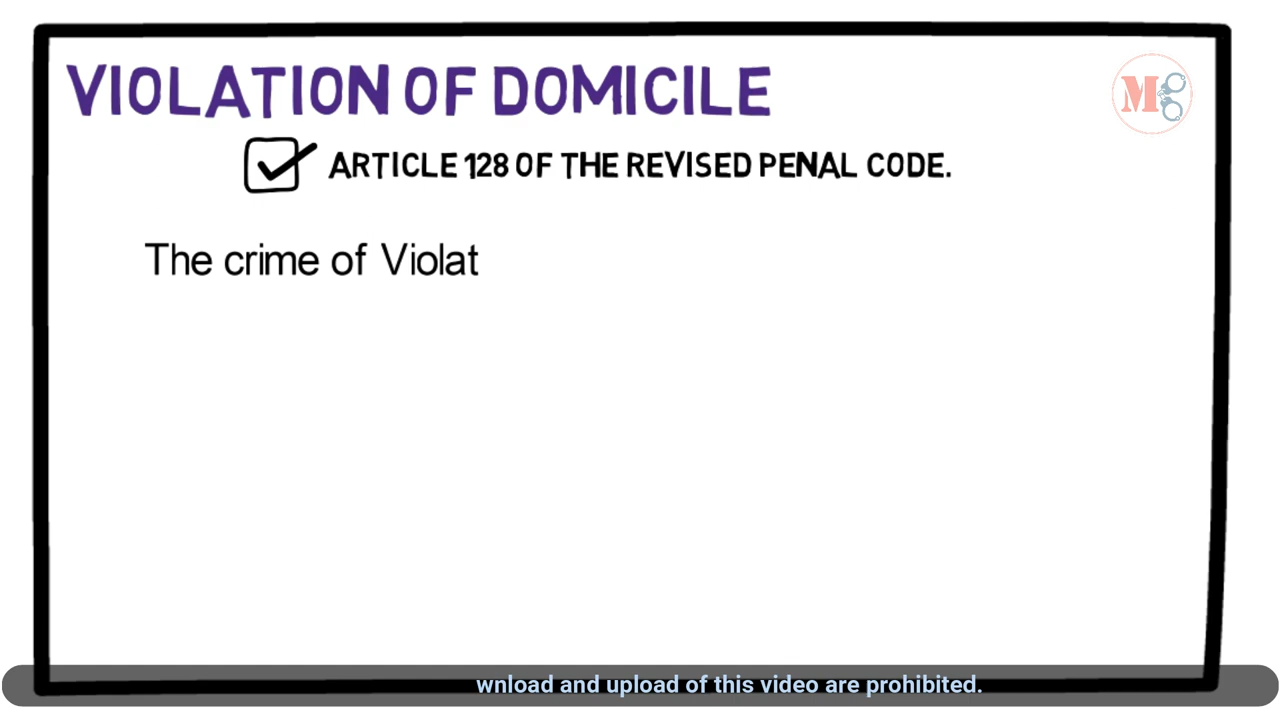 VIOLATION OF DOMICILE
M
ARTICLE 128 OF THE REVISED PENAL CODE.
The crime of Violat
wnload and upload of this video are prohibited.